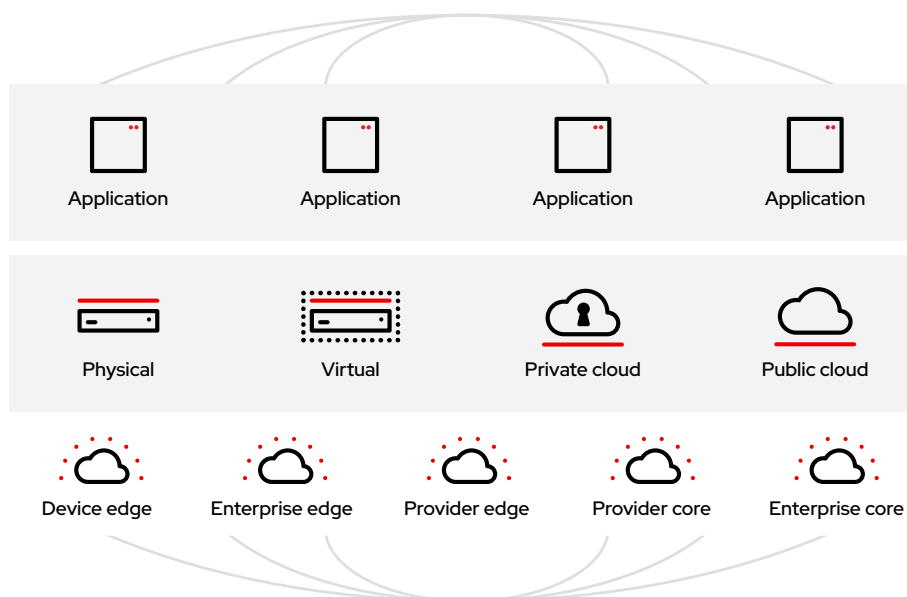 Application
Application
Application
Application
Physical
Virtual
Private cloud
Public cloud
Device edge
Enterprise edge
Provider edge
Provider core
Enterprise core